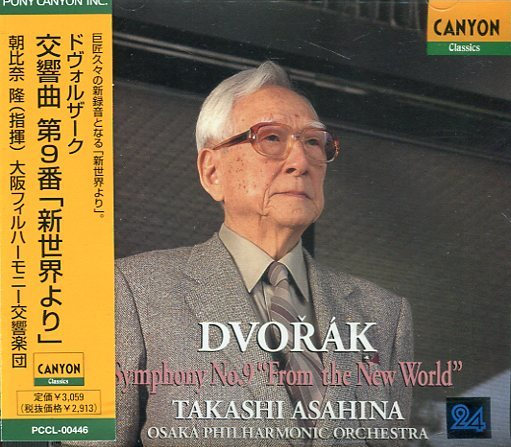 PONY CANYON INC.
巨匠久々の新録音となる「新世界より」。
ドヴォルザーク
交響曲 第9番「新世界より」
朝比奈 隆(指揮) 大阪フィルハーモニー交響楽団
CANYON
Classics
定価¥3,059
(税抜価格¥2,913)
PCCL-00446
CANYON
Classics
DVOŘÁK
Symphony No.9 “From the New World”
TAKASHI ASAHINA
OSAKA PHILHARMONIC ORCHESTRA
24